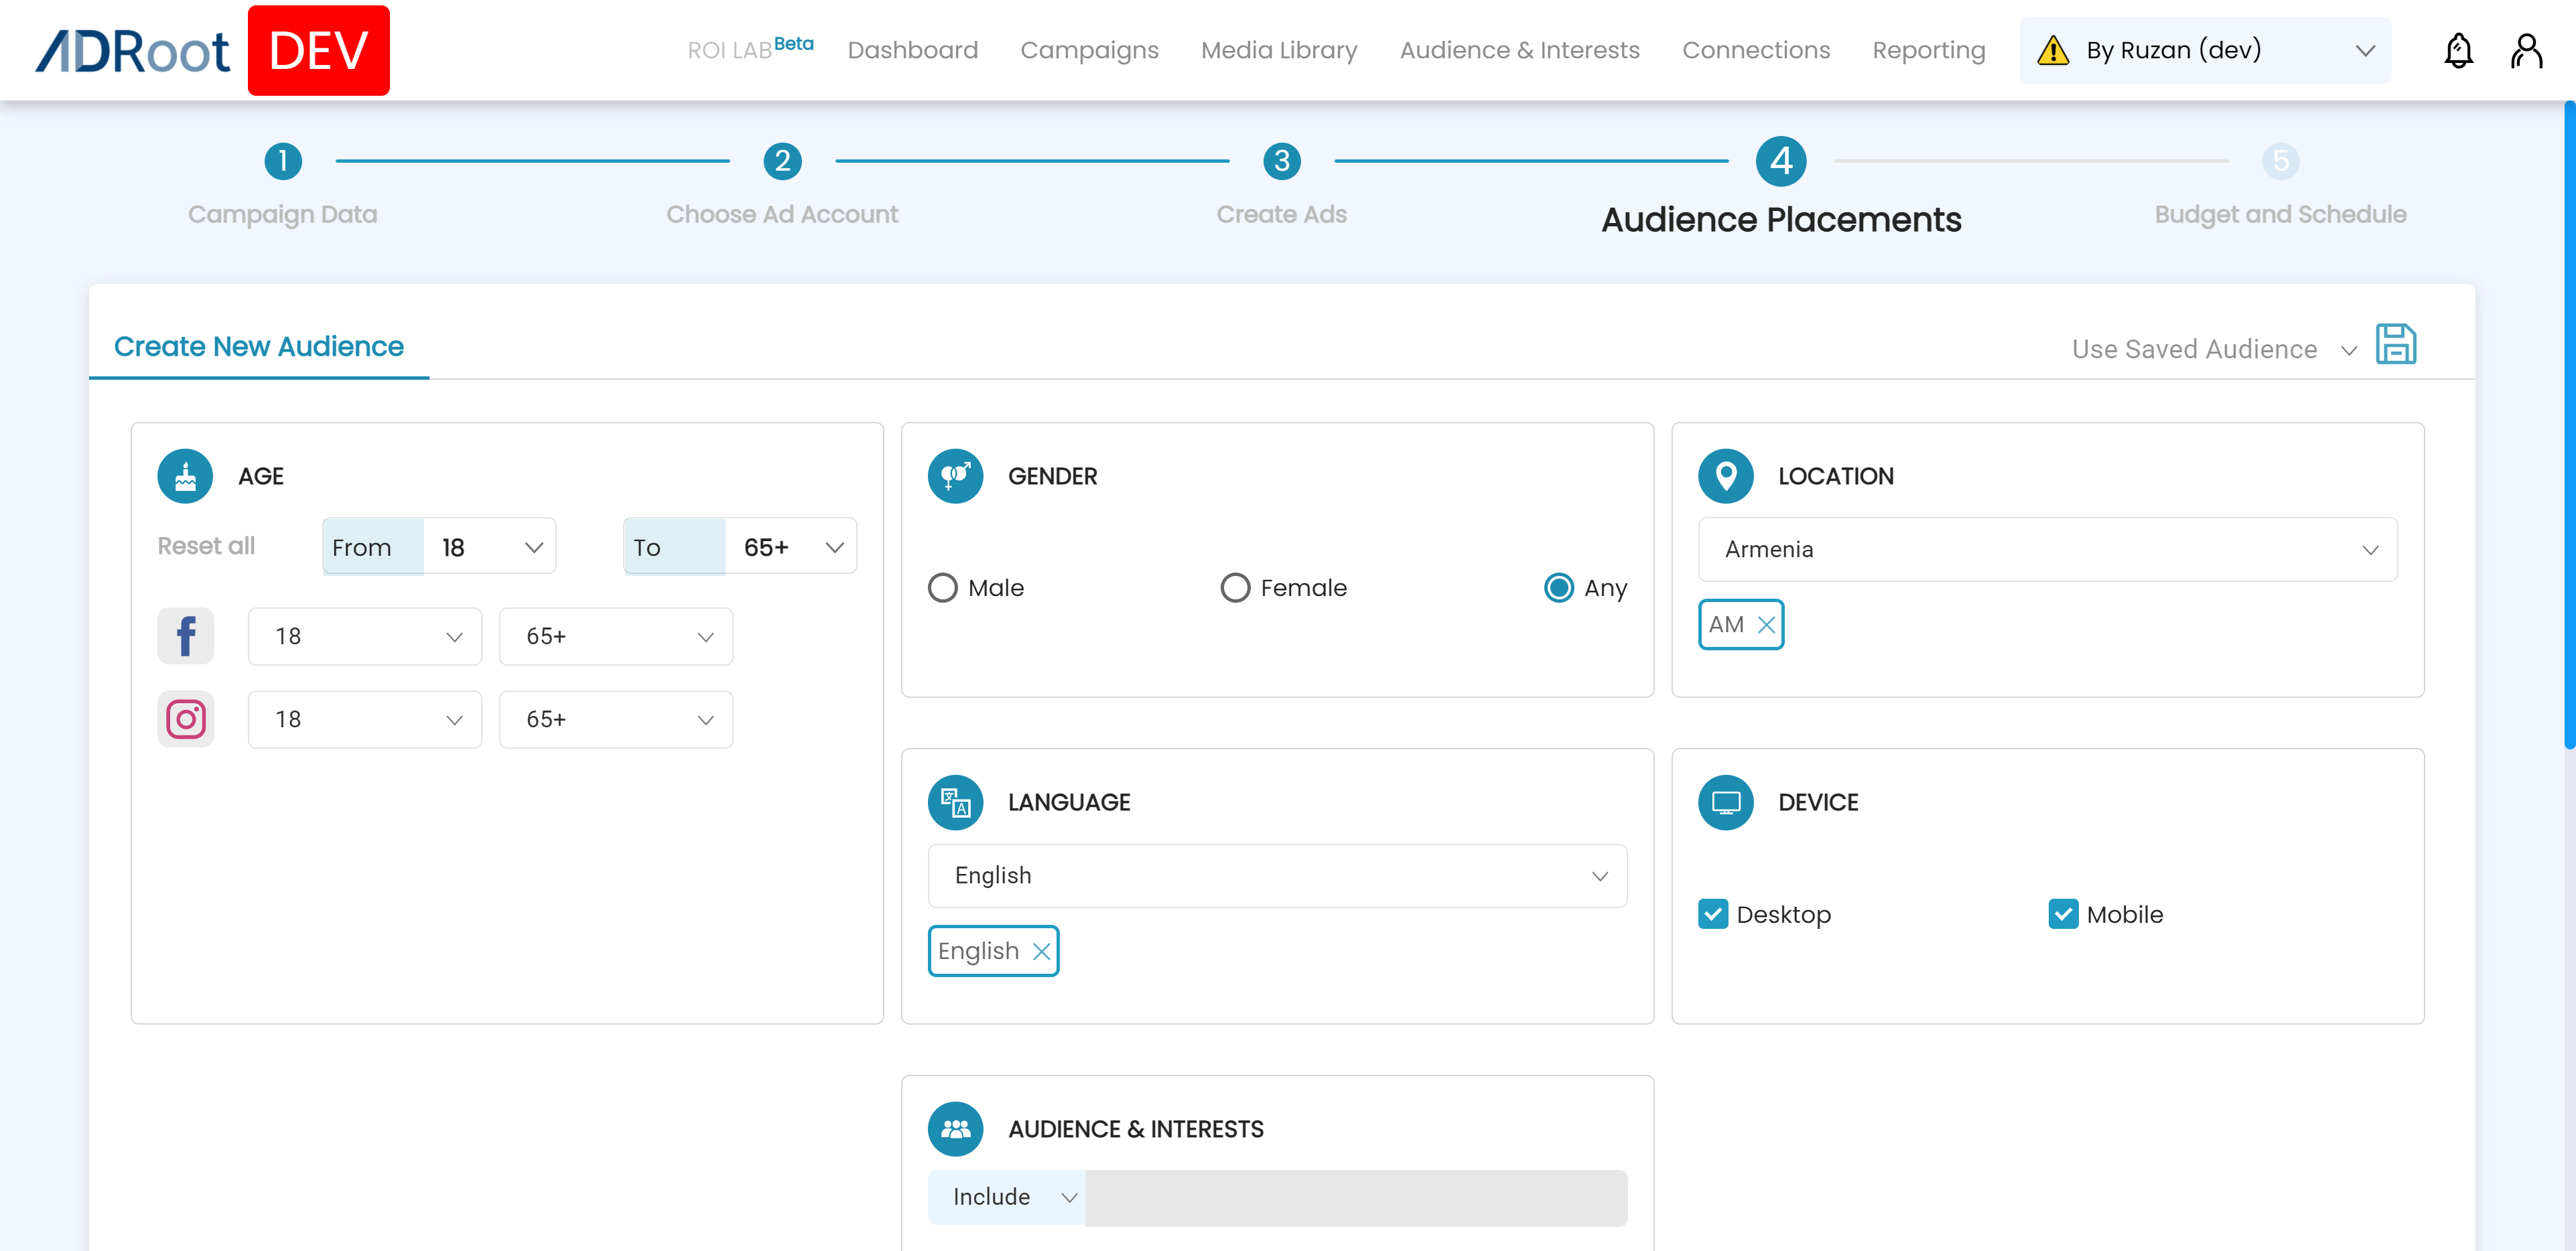 ADRoot DEV ROI LAB Beta Dashboard Campaigns Media Library Audience & Interests Connections Reporting By Ruzan (dev)
1 2 3 4 5
Campaign Data Choose Ad Account Create Ads Audience Placements Budget and Schedule
Create New Audience Use Saved Audience
AGE
Reset all From 18 To 65+
18 65+
18 65+
GENDER
Male Female Any
LOCATION
Armenia
AM
LANGUAGE
English
English
DEVICE
Desktop Mobile
AUDIENCE & INTERESTS
Include